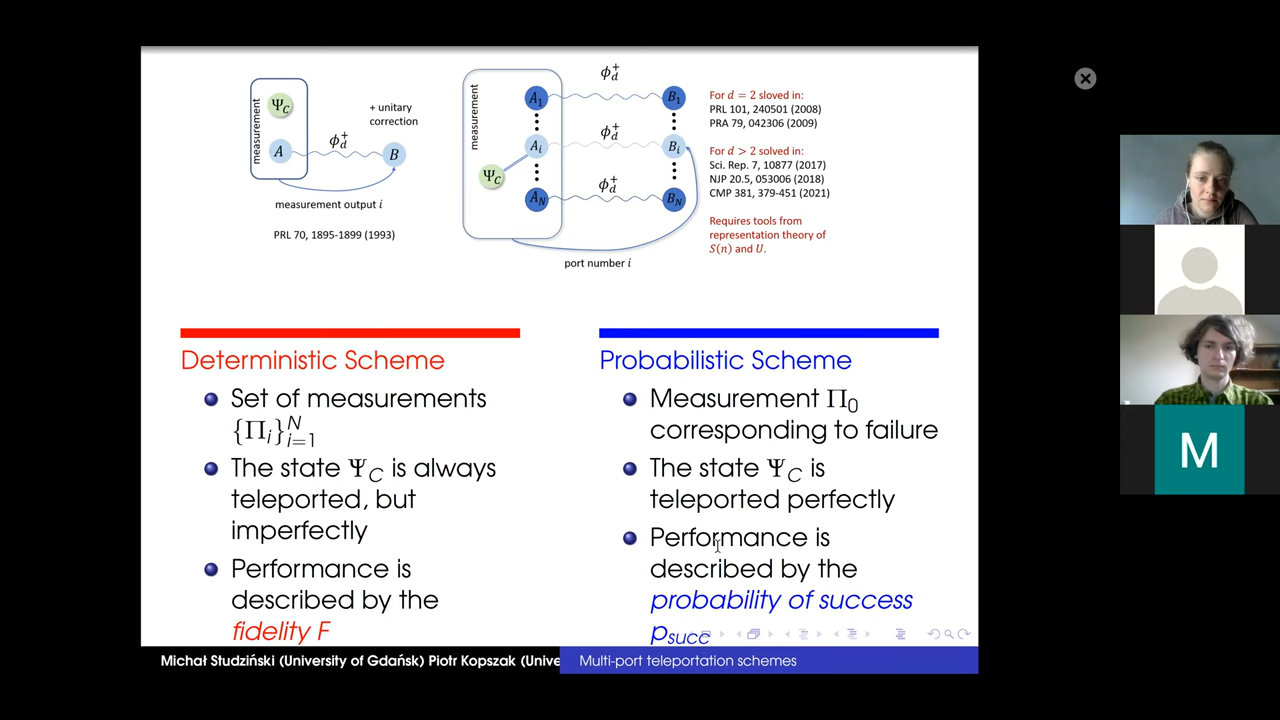 measurement
Ψ_C
A
ϕ_d^+
B
+ unitary
correction
measurement output i
PRL 70, 1895-1899 (1993)
measurement
A_1
ϕ_d^+
B_1
A_i
ϕ_d^+
B_i
Ψ_C
A_N
ϕ_d^+
B_N
port number i
For d = 2 sloved in:
PRL 101, 240501 (2008)
PRA 79, 042306 (2009)
For d > 2 solved in:
Sci. Rep. 7, 10877 (2017)
NJP 20.5, 053006 (2018)
CMP 381, 379-451 (2021)
Requires tools from
representation theory of
S(n) and U.
Deterministic Scheme
Set of measurements
{Π_i}_{i=1}^N
The state Ψ_C is always
teleported, but
imperfectly
Performance is
described by the
fidelity F
Probabilistic Scheme
Measurement Π_0
corresponding to failure
The state Ψ_C is
teleported perfectly
Performance is
described by the
probability of success
p_succ
Michał Studziński (University of Gdańsk) Piotr Kopszak (Unive
Multi-port teleportation schemes
M